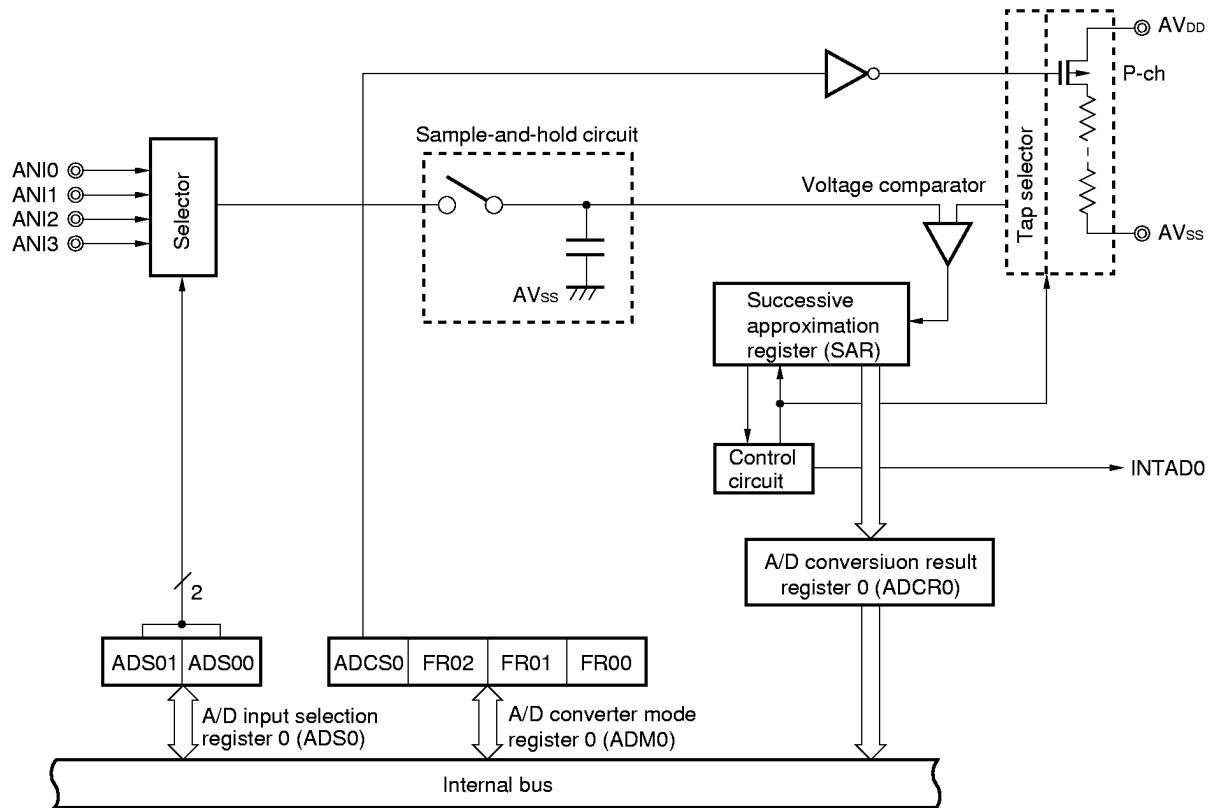 AVDD
P-ch
Sample-and-hold circuit
ANI0
ANI1
ANI2
ANI3
Selector
Voltage comparator
Tap selector
AVSS
AVSS
Successive
approximation
register (SAR)
Control
circuit
INTAD0
A/D conversiuon result
register 0 (ADCR0)
2
ADS01
ADS00
ADCS0
FR02
FR01
FR00
A/D input selection
register 0 (ADS0)
A/D converter mode
register 0 (ADM0)
Internal bus